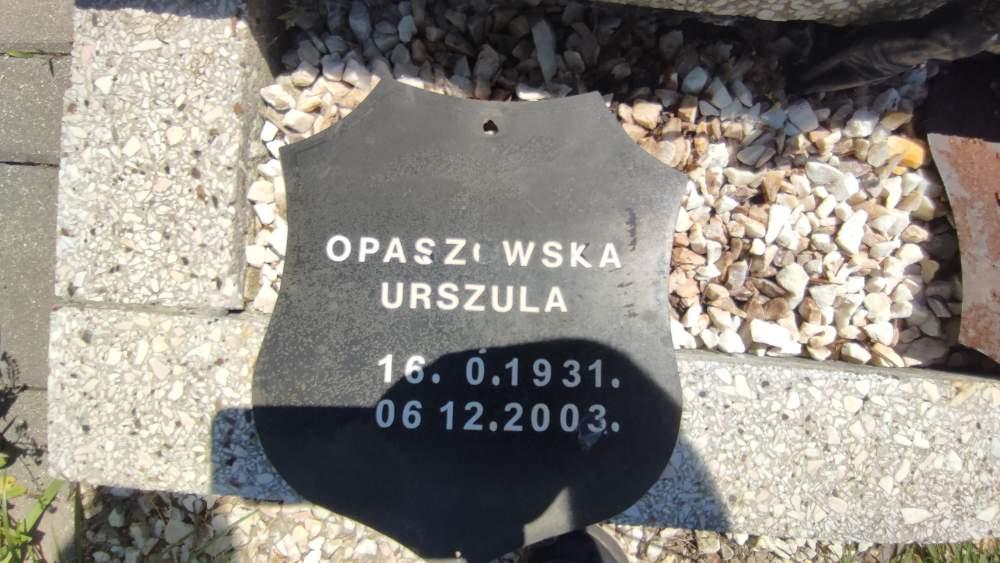 OPASZOWSKA
URSZULA
16. 0.1931.
06 12.2003.